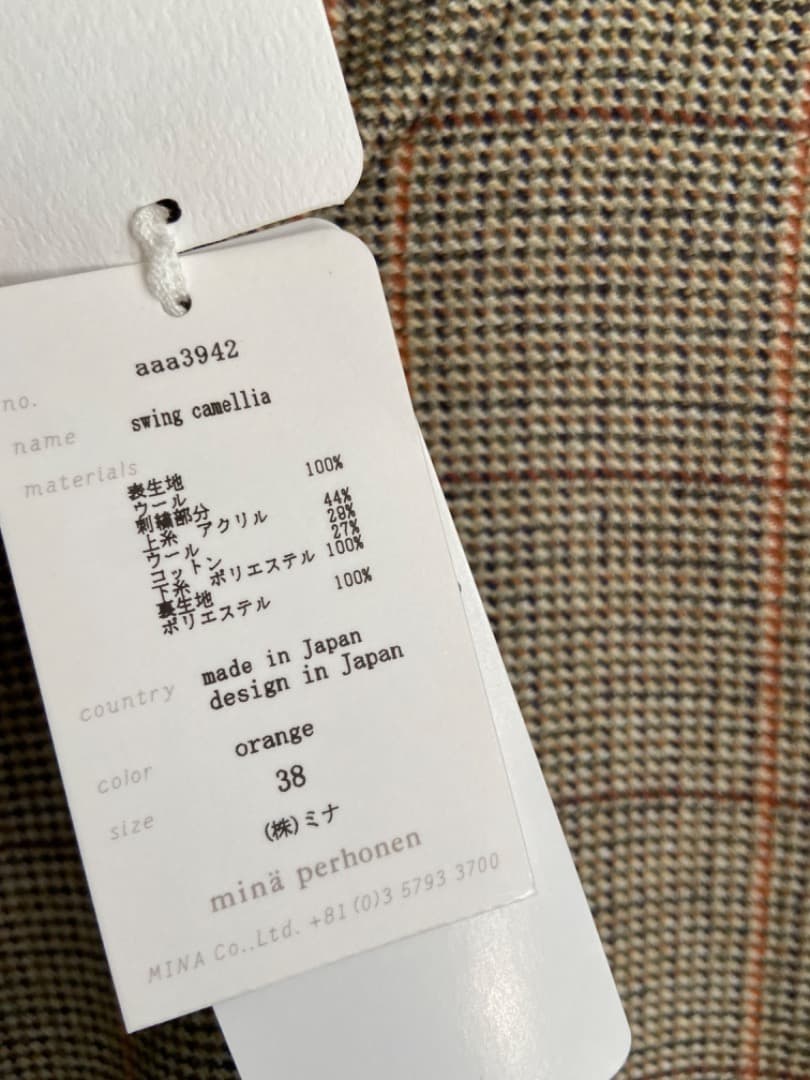 no. aaa3942
name swing camellia
materials
表生地
ウール 100%
刺繍部分
上糸 アクリル 44%
ウール 28%
コットン 27%
下糸 ポリエステル 100%
裏生地
ポリエステル 100%
country made in Japan
design in Japan
color orange
size 38
(株)ミナ
minä perhonen
MINA Co.,Ltd. +81(0)3 5793 3700